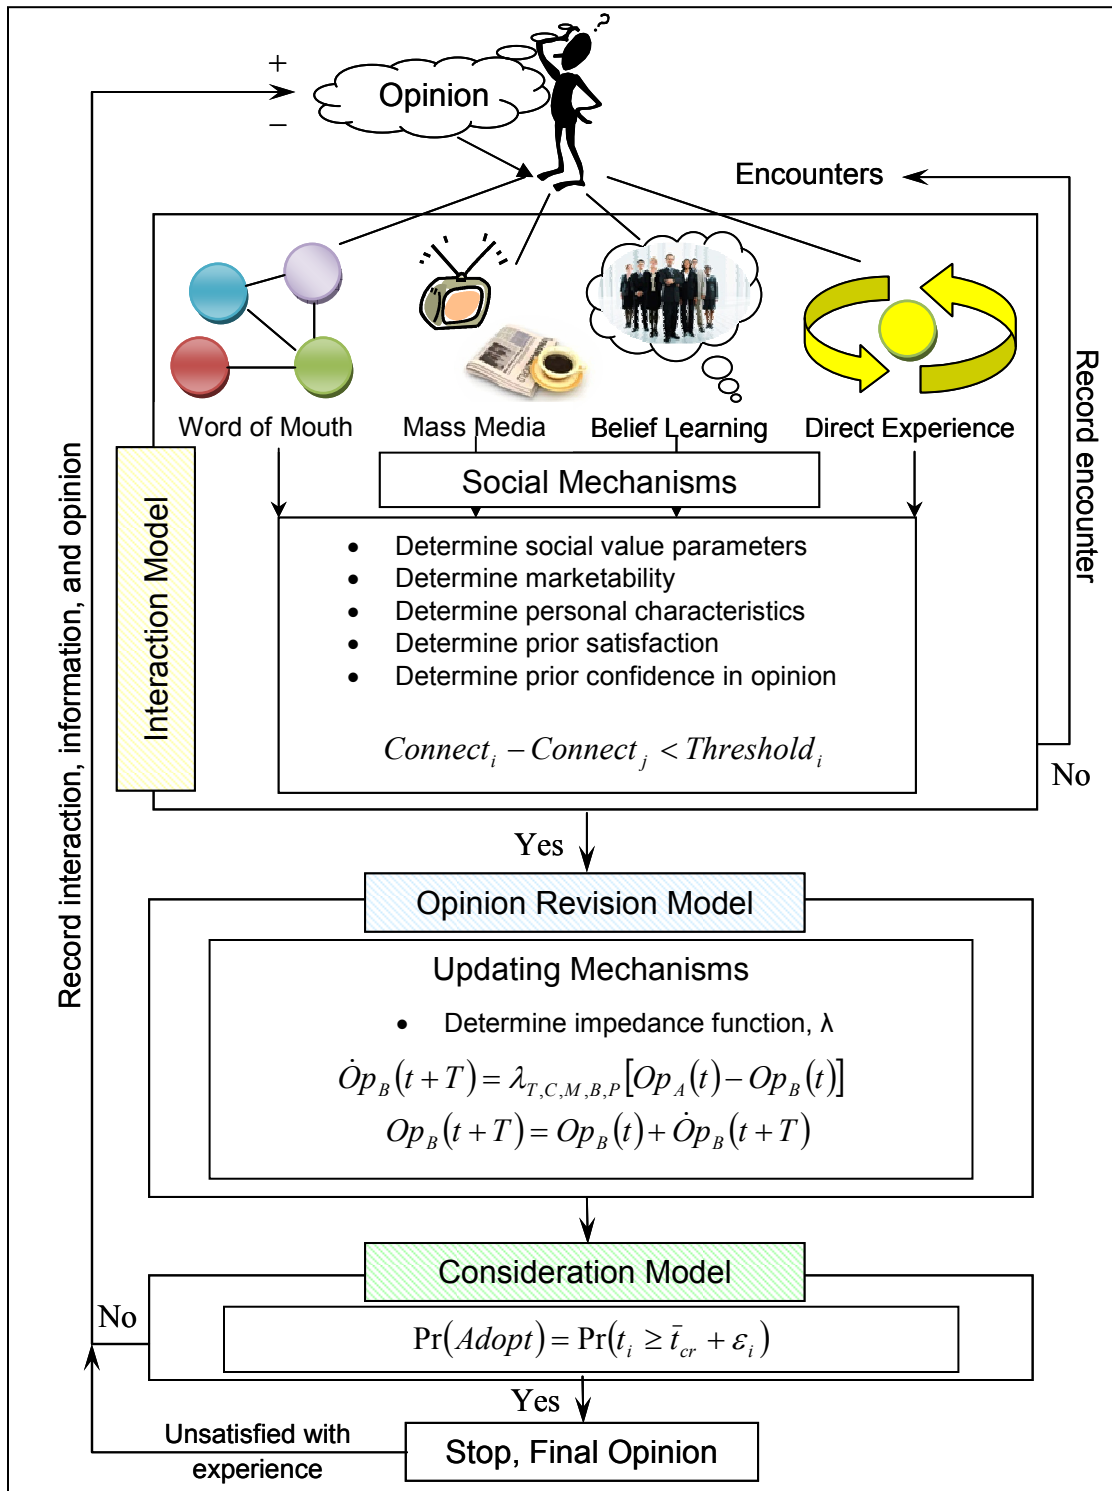 ?
+
Opinion
−
Encounters
Word of Mouth
Mass Media
Belief Learning
Direct Experience
Social Mechanisms
Interaction Model
• Determine social value parameters
• Determine marketability
• Determine personal characteristics
• Determine prior satisfaction
• Determine prior confidence in opinion
Connect_i − Connect_j < Threshold_i
Record encounter
No
Yes
Record interaction, information, and opinion
Opinion Revision Model
Updating Mechanisms
• Determine impedance function, λ
Ȯp_B(t + T) = λ_{T,C,M,B,P}[Op_A(t) − Op_B(t)]
Op_B(t + T) = Op_B(t) + Ȯp_B(t + T)
Consideration Model
No
Pr(Adopt) = Pr(t_i ≥ t̄_cr + ε_i)
Yes
Unsatisfied with
experience
Stop, Final Opinion